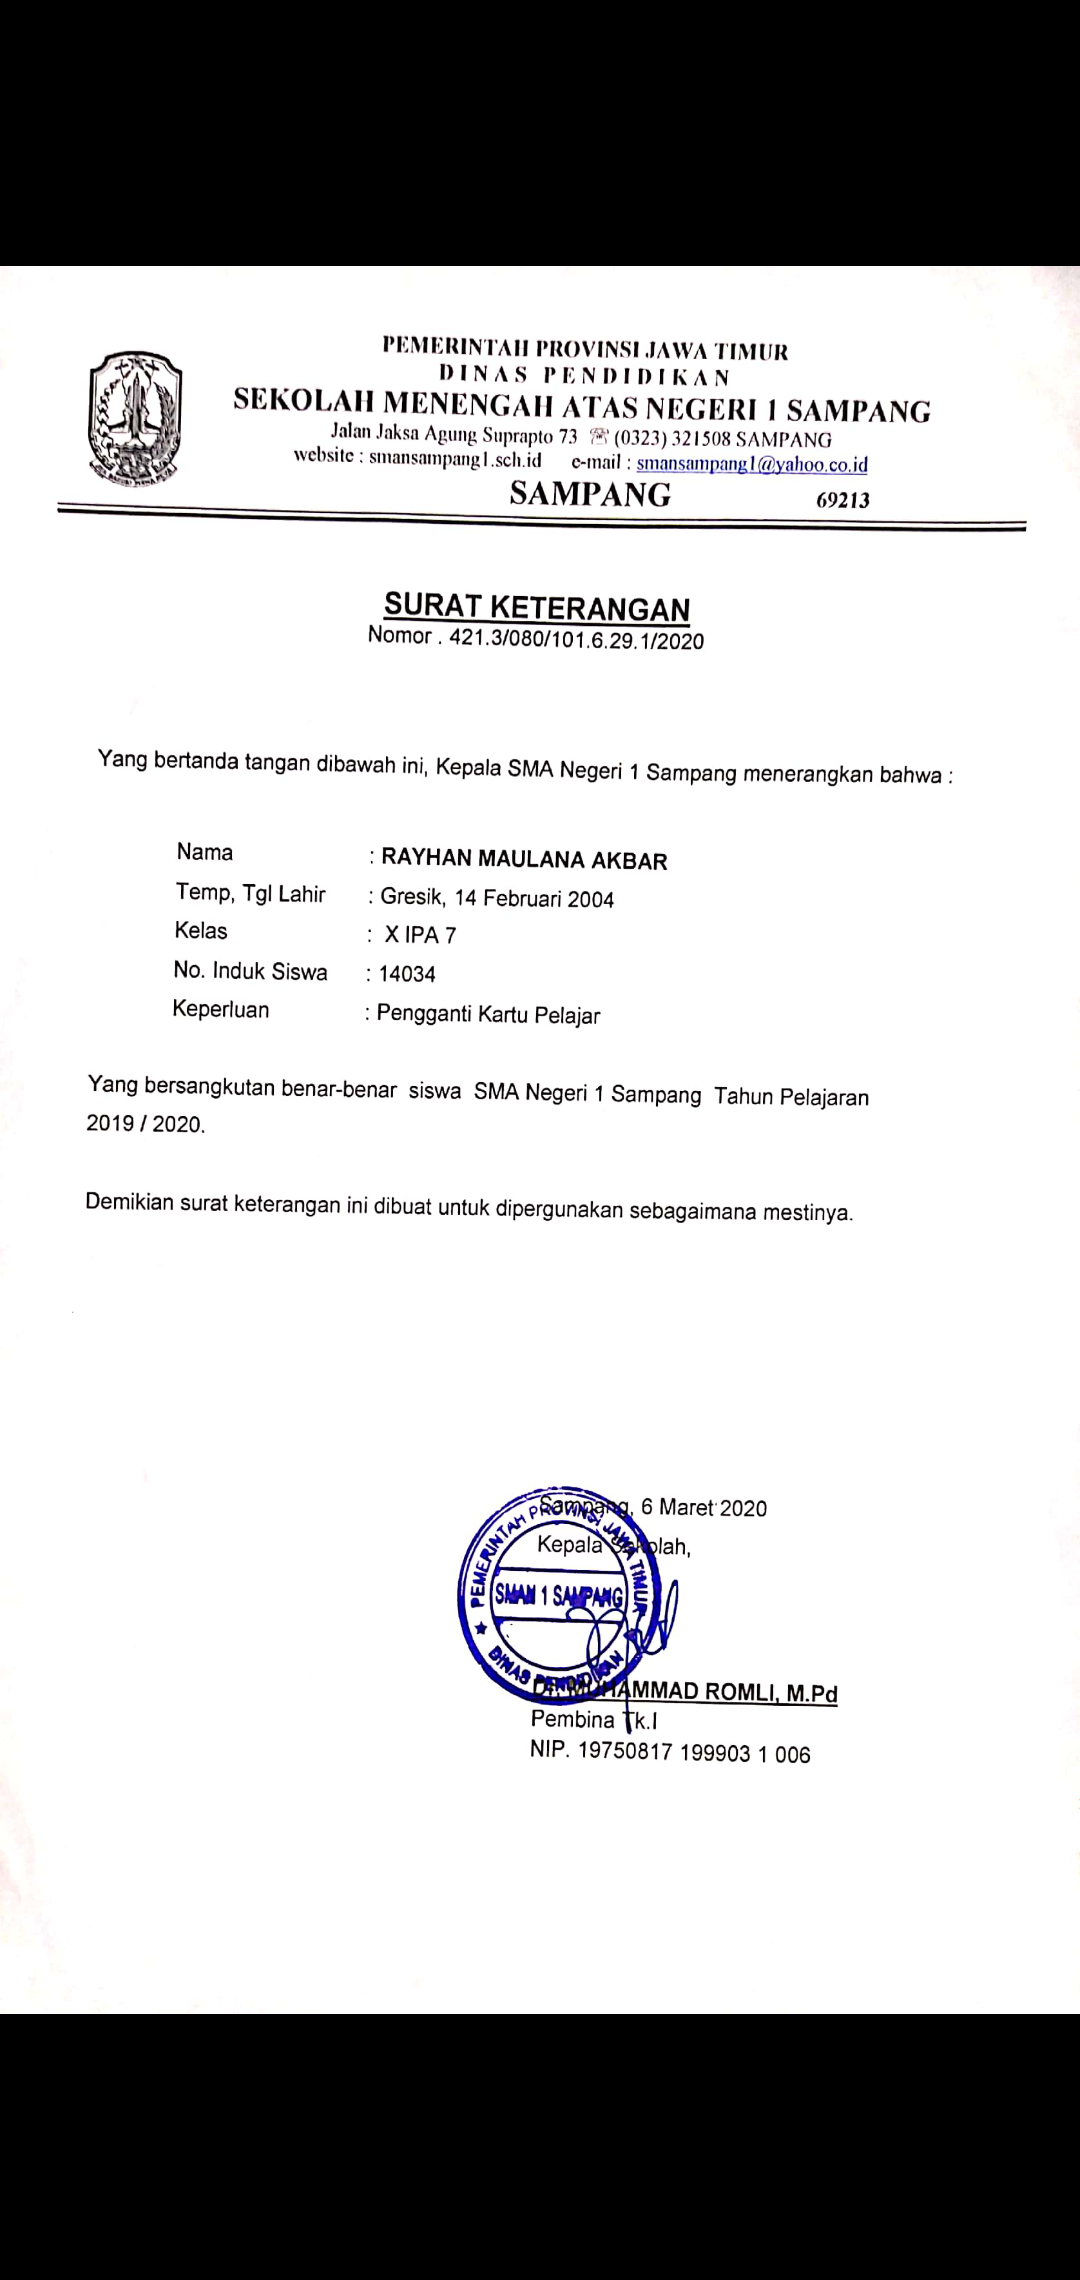 PEMERINTAH PROVINSI JAWA TIMUR
DINAS PENDIDIKAN
SEKOLAH MENENGAH ATAS NEGERI 1 SAMPANG
Jalan Jaksa Agung Suprapto 73 ☏ (0323) 321508 SAMPANG
website : smansampang1.sch.id e-mail : smansampang1@yahoo.co.id
SAMPANG 69213
SURAT KETERANGAN
Nomor . 421.3/080/101.6.29.1/2020
Yang bertanda tangan dibawah ini, Kepala SMA Negeri 1 Sampang menerangkan bahwa :
Nama : RAYHAN MAULANA AKBAR
Temp, Tgl Lahir : Gresik, 14 Februari 2004
Kelas : X IPA 7
No. Induk Siswa : 14034
Keperluan : Pengganti Kartu Pelajar
Yang bersangkutan benar-benar siswa SMA Negeri 1 Sampang Tahun Pelajaran
2019 / 2020.
Demikian surat keterangan ini dibuat untuk dipergunakan sebagaimana mestinya.
Sampang, 6 Maret 2020
Kepala Sekolah,
PEMERINTAH PROVINSI JAWA TIMUR
SMAN 1 SAMPANG
DINAS PENDIDIKAN
MUHAMMAD ROMLI, M.Pd
Pembina Tk.I
NIP. 19750817 199903 1 006